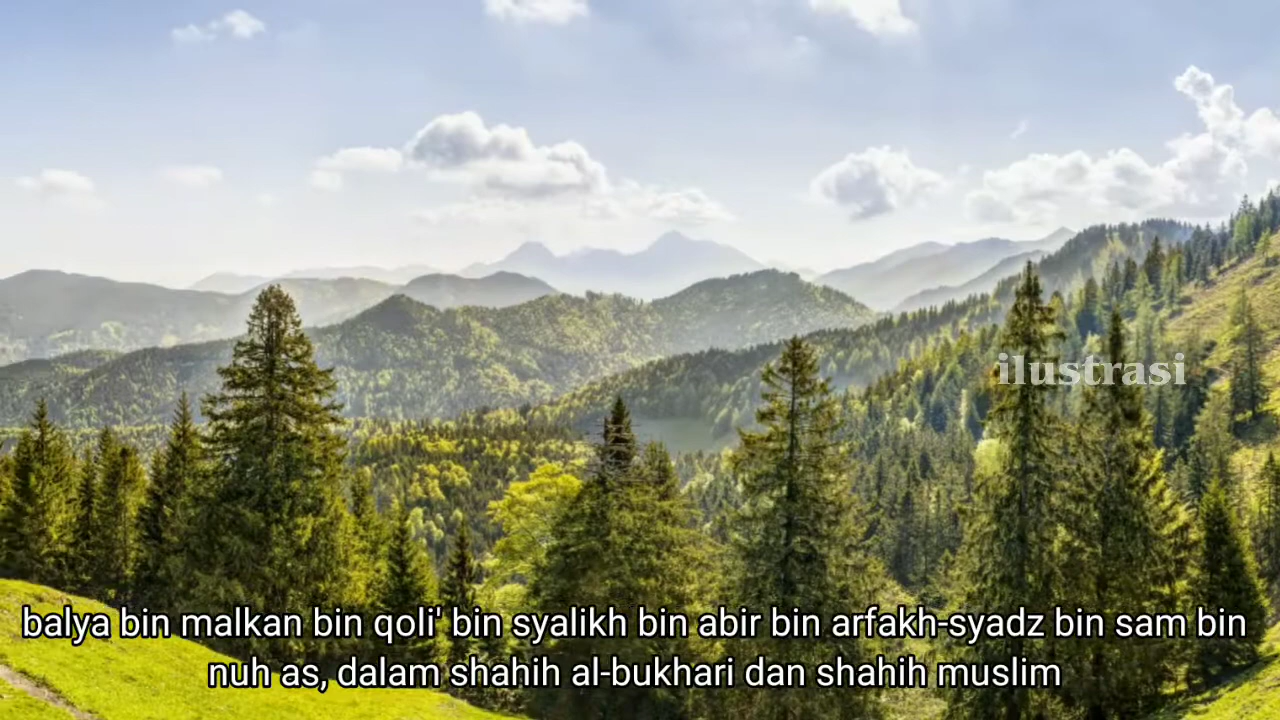 ilustrasi
balya bin malkan bin qoli' bin syalikh bin abir bin arfakh-syadz bin sam bin
nuh as, dalam shahih al-bukhari dan shahih muslim